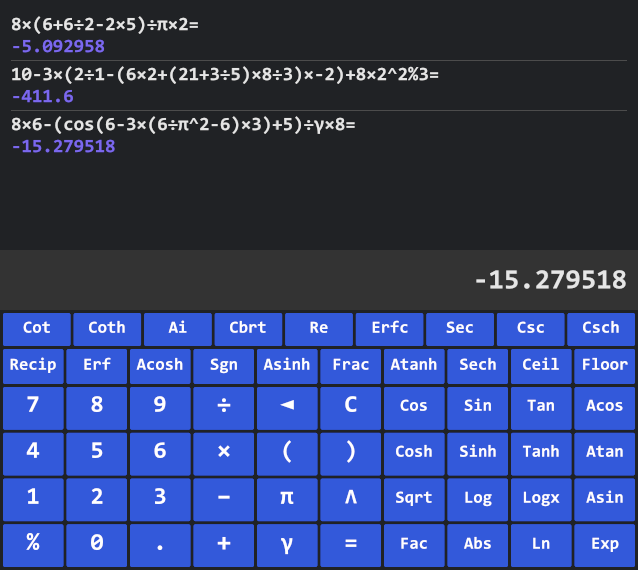 8×(6+6÷2-2×5)÷π×2=
-5.092958
10-3×(2÷1-(6×2+(21+3÷5)×8÷3)×-2)+8×2^2%3=
-411.6
8×6-(cos(6-3×(6÷π^2-6)×3)+5)÷γ×8=
-15.279518
-15.279518
Cot Coth Ai Cbrt Re Erfc Sec Csc Csch
Recip Erf Acosh Sgn Asinh Frac Atanh Sech Ceil Floor
7 8 9 ÷ ◄ C Cos Sin Tan Acos
4 5 6 × ( ) Cosh Sinh Tanh Atan
1 2 3 − π ʌ Sqrt Log Logx Asin
% 0 . + γ = Fac Abs Ln Exp